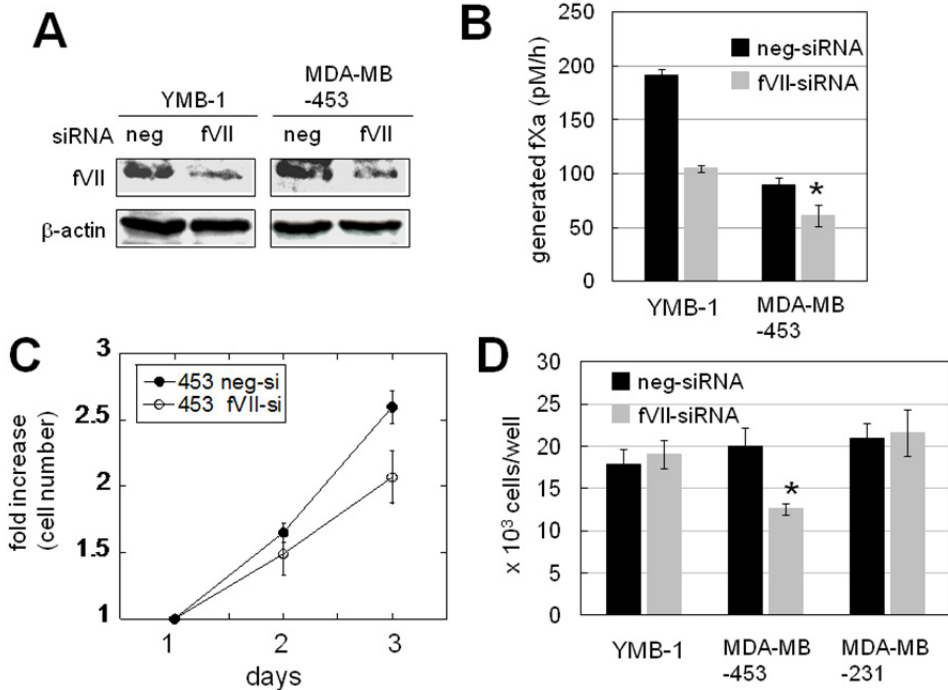 A
YMB-1
MDA-MB
-453
siRNA neg fVII neg fVII
fVII
β-actin
B
generated fXa (pM/h)
250
200
150
100
50
0
neg-siRNA
fVII-siRNA
*
YMB-1
MDA-MB
-453
C
fold increase
(cell number)
3
2.5
2
1.5
1
453 neg-si
453 fVII-si
1 2 3
days
D
x 10³ cells/well
30
25
20
15
10
5
0
neg-siRNA
fVII-siRNA
*
YMB-1
MDA-MB
-453
MDA-MB
-231